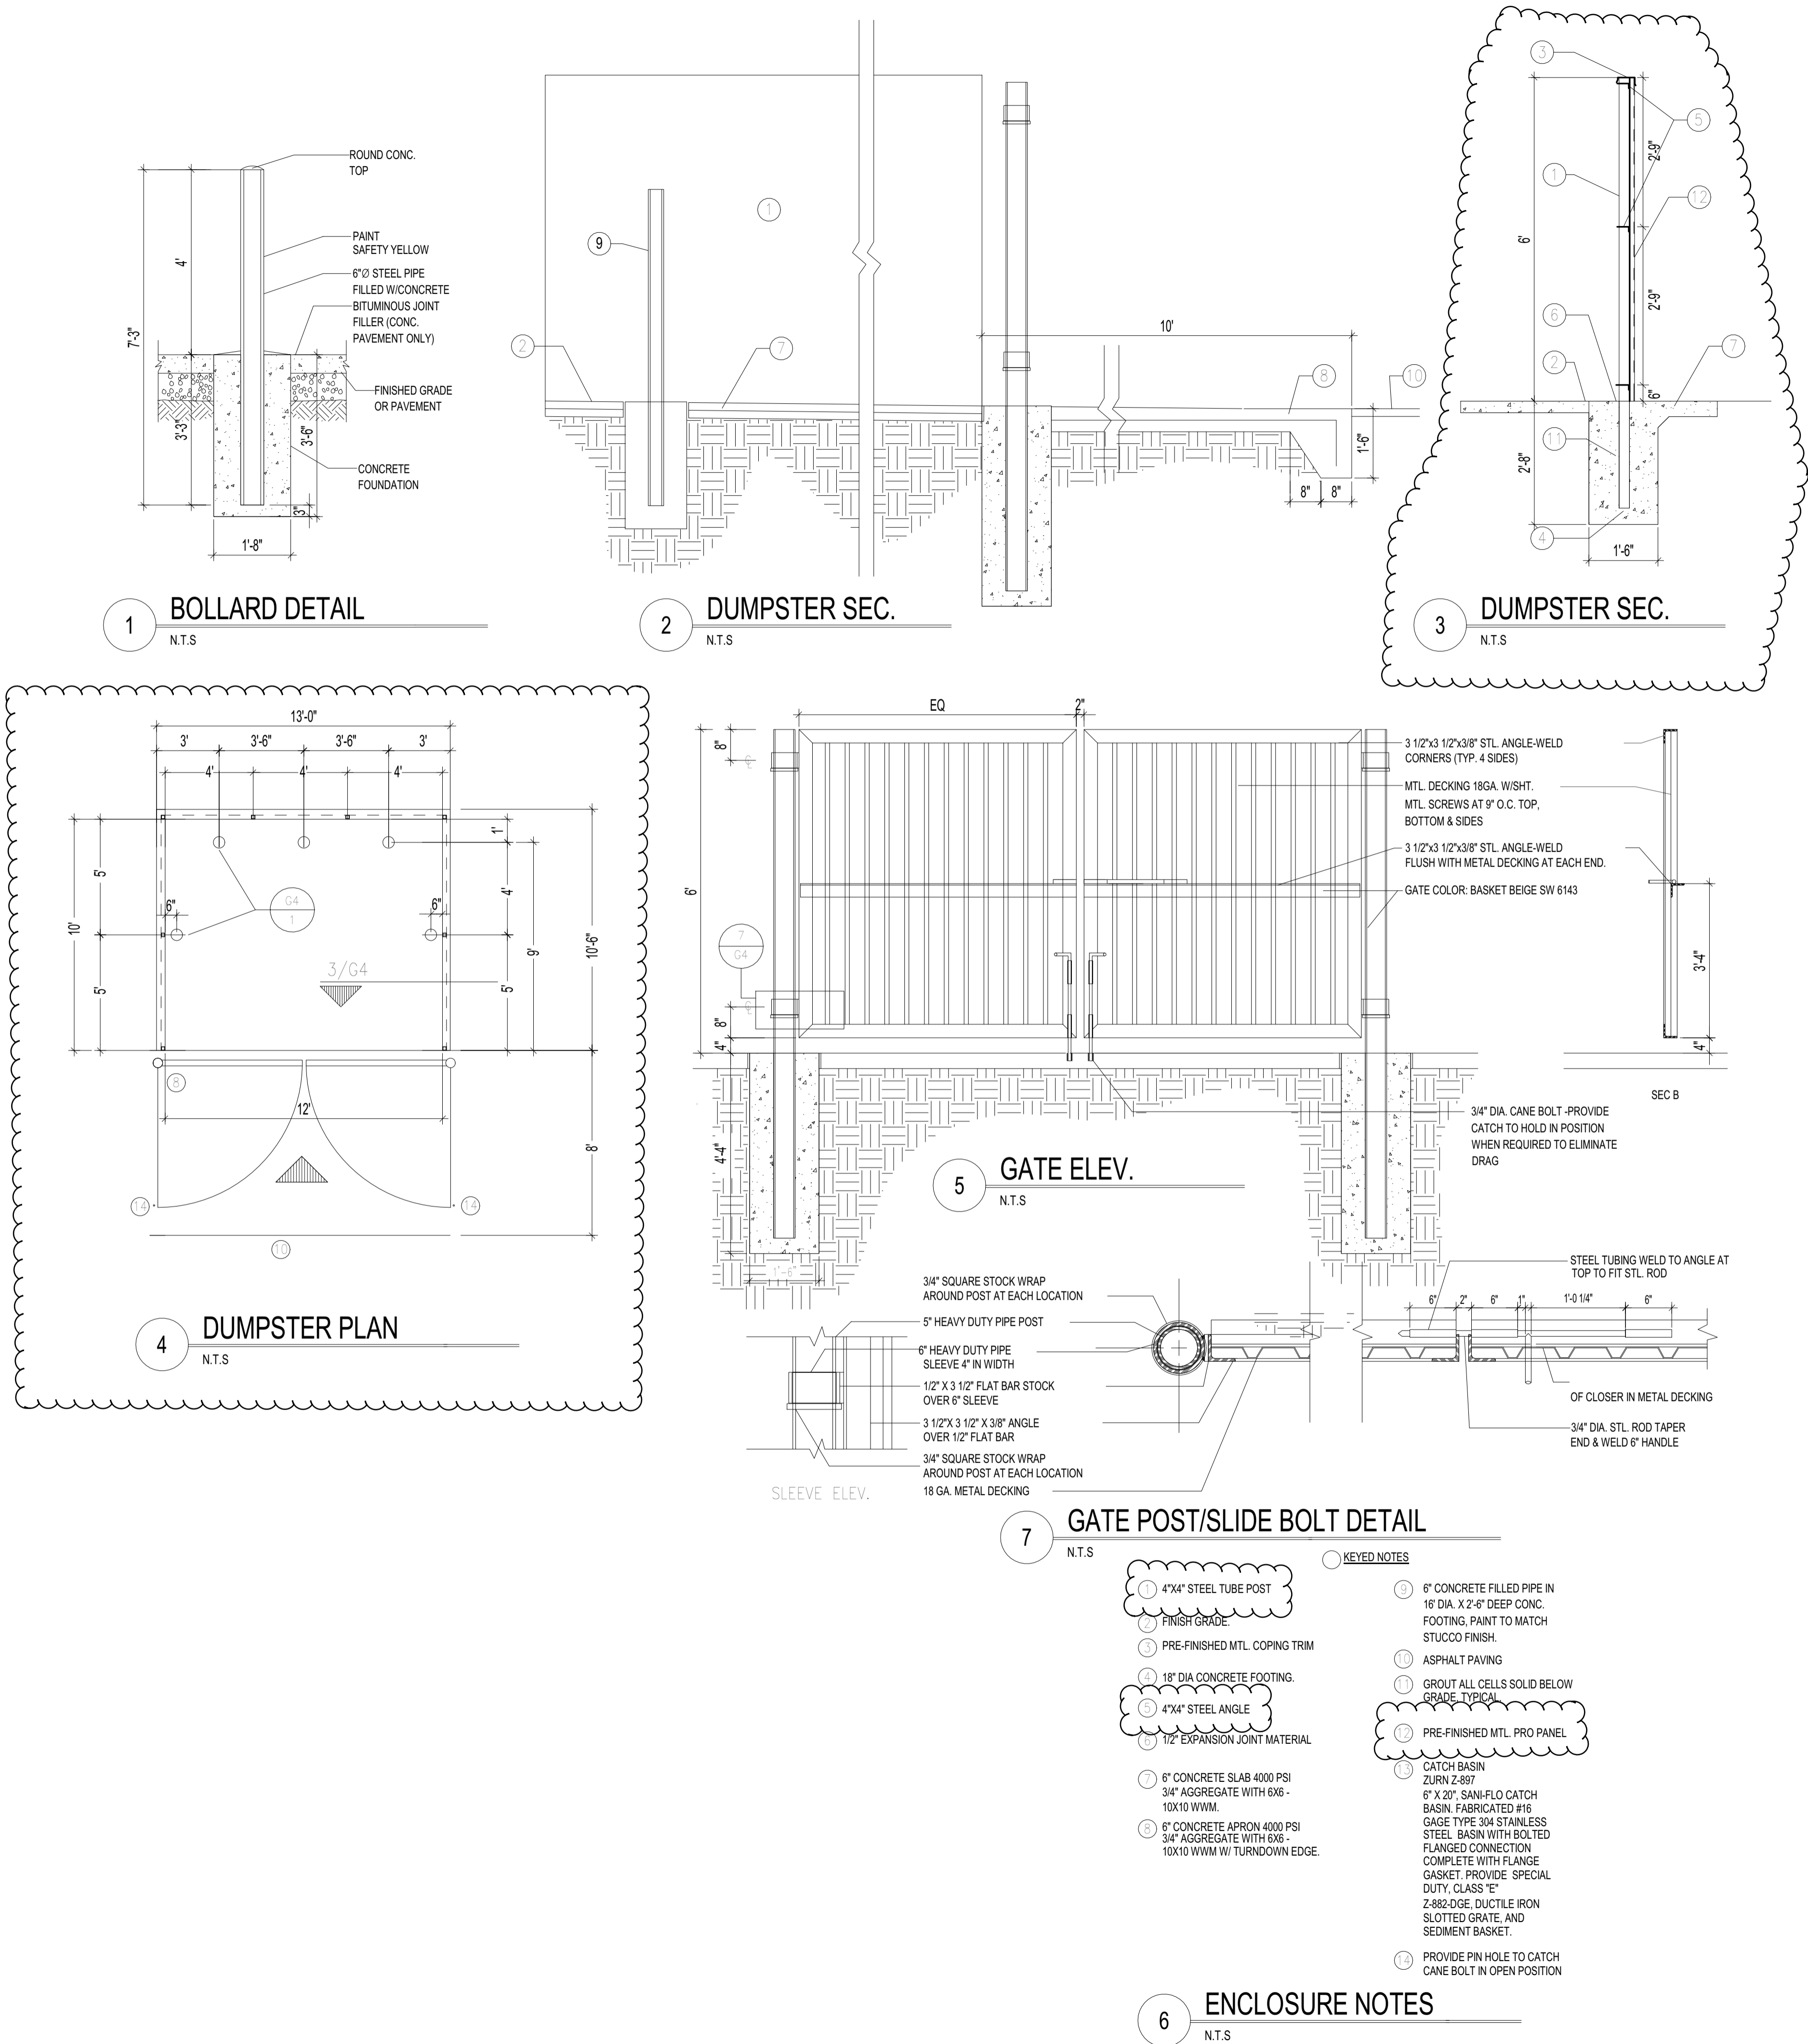 ROUND CONC.
TOP
PAINT
SAFETY YELLOW
6"Ø STEEL PIPE
FILLED W/CONCRETE
BITUMINOUS JOINT
FILLER (CONC.
PAVEMENT ONLY)
FINISHED GRADE
OR PAVEMENT
CONCRETE
FOUNDATION
7'-3"
4'
3'-3"
3'-6"
3"
1'-8"
1
BOLLARD DETAIL
N.T.S
9
1
2
7
10'
8
10
1'-6"
8"
8"
2
DUMPSTER SEC.
N.T.S
3
5
1
12
2'-9"
6'
2'-9"
6
7
2
6"
11
2'-8"
4
1'-6"
3
DUMPSTER SEC.
N.T.S
13'-0"
3'
3'-6"
3'-6"
3'
4'
4'
4'
1'
5'
4'
6"
6"
G4
1
10'
9'
10'-6"
3/G4
5'
5'
8
12'
8'
14
14
10
4
DUMPSTER PLAN
N.T.S
EQ
2"
8"
℄
6'
7
G4
℄
8"
4"
4'-4"
1'-6"
3 1/2"x3 1/2"x3/8" STL. ANGLE-WELD
CORNERS (TYP. 4 SIDES)
MTL. DECKING 18GA. W/SHT.
MTL. SCREWS AT 9" O.C. TOP,
BOTTOM & SIDES
3 1/2"x3 1/2"x3/8" STL. ANGLE-WELD
FLUSH WITH METAL DECKING AT EACH END.
GATE COLOR: BASKET BEIGE SW 6143
3'-4"
4"
SEC B
3/4" DIA. CANE BOLT -PROVIDE
CATCH TO HOLD IN POSITION
WHEN REQUIRED TO ELIMINATE
DRAG
5
GATE ELEV.
N.T.S
3/4" SQUARE STOCK WRAP
AROUND POST AT EACH LOCATION
5" HEAVY DUTY PIPE POST
6" HEAVY DUTY PIPE
SLEEVE 4" IN WIDTH
1/2" X 3 1/2" FLAT BAR STOCK
OVER 6" SLEEVE
3 1/2"X 3 1/2" X 3/8" ANGLE
OVER 1/2" FLAT BAR
3/4" SQUARE STOCK WRAP
AROUND POST AT EACH LOCATION
18 GA. METAL DECKING
SLEEVE ELEV.
STEEL TUBING WELD TO ANGLE AT
TOP TO FIT STL. ROD
6"
2"
6"
1"
1'-0 1/4"
6"
OF CLOSER IN METAL DECKING
3/4" DIA. STL. ROD TAPER
END & WELD 6" HANDLE
7
GATE POST/SLIDE BOLT DETAIL
N.T.S
KEYED NOTES
1 4"X4" STEEL TUBE POST
2 FINISH GRADE.
3 PRE-FINISHED MTL. COPING TRIM
4 18" DIA CONCRETE FOOTING.
5 4"X4" STEEL ANGLE
6 1/2" EXPANSION JOINT MATERIAL
7 6" CONCRETE SLAB 4000 PSI
3/4" AGGREGATE WITH 6X6 -
10X10 WWM.
8 6" CONCRETE APRON 4000 PSI
3/4" AGGREGATE WITH 6X6 -
10X10 WWM W/ TURNDOWN EDGE.
9 6" CONCRETE FILLED PIPE IN
16' DIA. X 2'-6" DEEP CONC.
FOOTING, PAINT TO MATCH
STUCCO FINISH.
10 ASPHALT PAVING
11 GROUT ALL CELLS SOLID BELOW
GRADE, TYPICAL.
12 PRE-FINISHED MTL. PRO PANEL
13 CATCH BASIN
ZURN Z-897
6" X 20", SANI-FLO CATCH
BASIN. FABRICATED #16
GAGE TYPE 304 STAINLESS
STEEL BASIN WITH BOLTED
FLANGED CONNECTION
COMPLETE WITH FLANGE
GASKET. PROVIDE SPECIAL
DUTY, CLASS "E"
Z-882-DGE, DUCTILE IRON
SLOTTED GRATE, AND
SEDIMENT BASKET.
14 PROVIDE PIN HOLE TO CATCH
CANE BOLT IN OPEN POSITION
6
ENCLOSURE NOTES
N.T.S